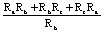 RₐR_b + R_bR_c + R_cRₐ
R_b